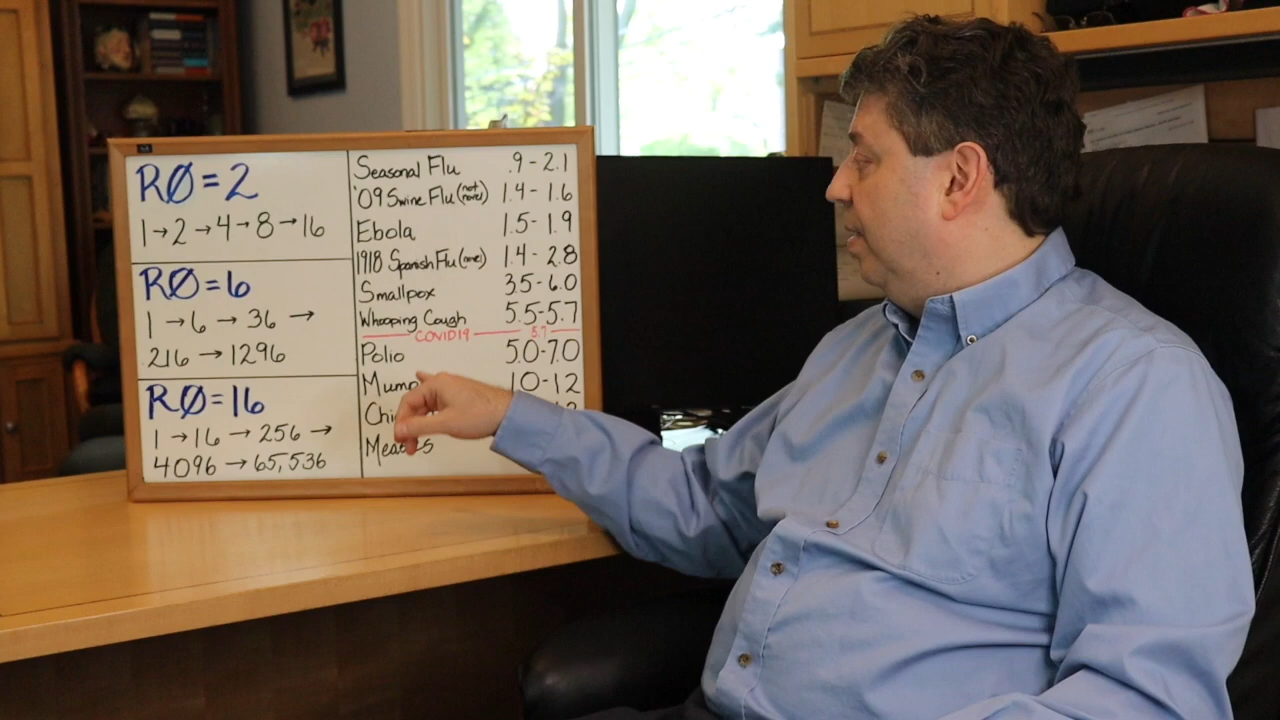 RØ=2
1→2→4→8→16
RØ=6
1→6→36→
216→1296
RØ=16
1→16→256→
4096→65,536
Seasonal Flu .9-2.1
'09 Swine Flu (not novel) 1.4-1.6
Ebola 1.5-1.9
1918 Spanish Flu 1.4-2.8
Smallpox 3.5-6.0
Whooping Cough 5.5-5.7
COVID19 5.7
Polio 5.0-7.0
Mump 10-12
Chi
Meas